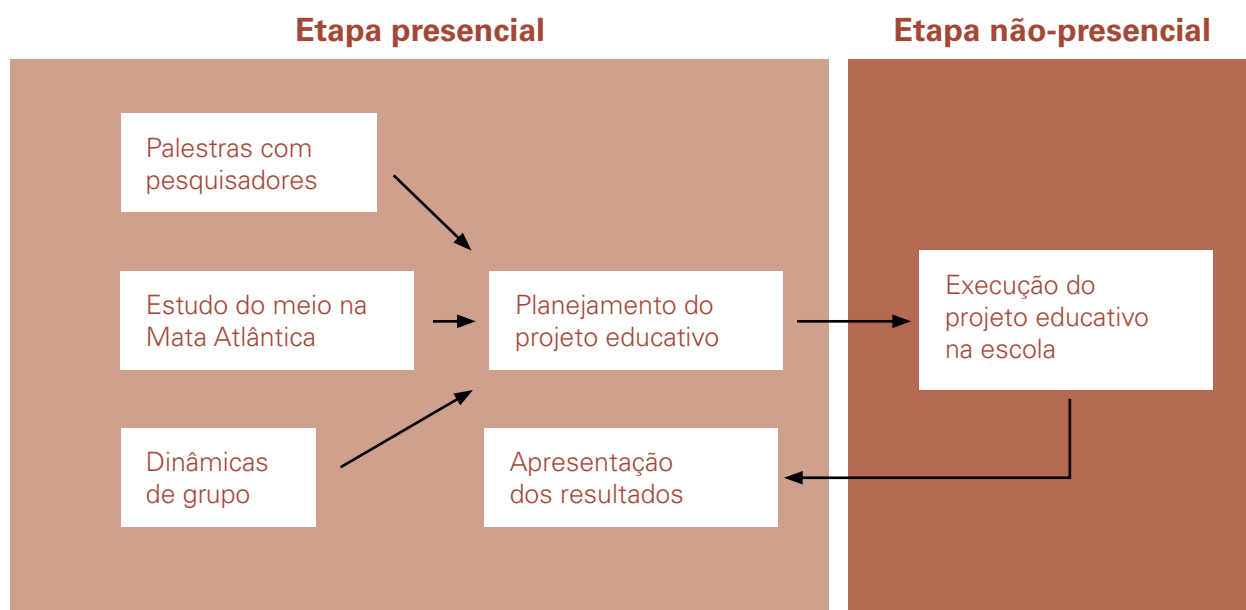 Etapa presencial
Etapa não-presencial
Palestras com
pesquisadores
Estudo do meio na
Mata Atlântica
Planejamento do
projeto educativo
Execução do
projeto educativo
na escola
Dinâmicas
de grupo
Apresentação
dos resultados